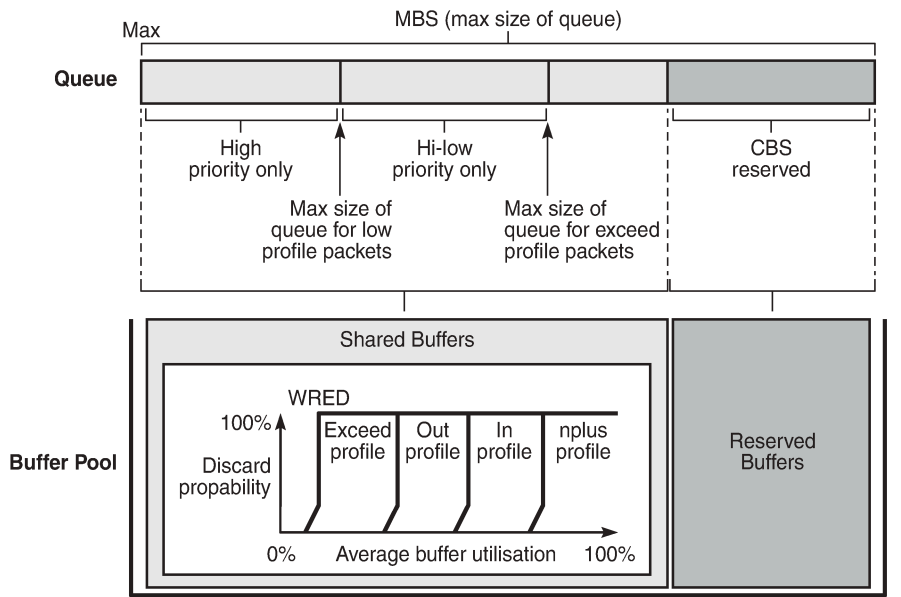 MBS (max size of queue)
Max
Queue
High
priority only
Hi-low
priority only
CBS
reserved
Max size of
queue for low
profile packets
Max size of
queue for exceed
profile packets
Shared Buffers
WRED
100%
Exceed
profile
Out
profile
In
profile
nplus
profile
Discard
propability
0%
Average buffer utilisation
100%
Buffer Pool
Reserved
Buffers